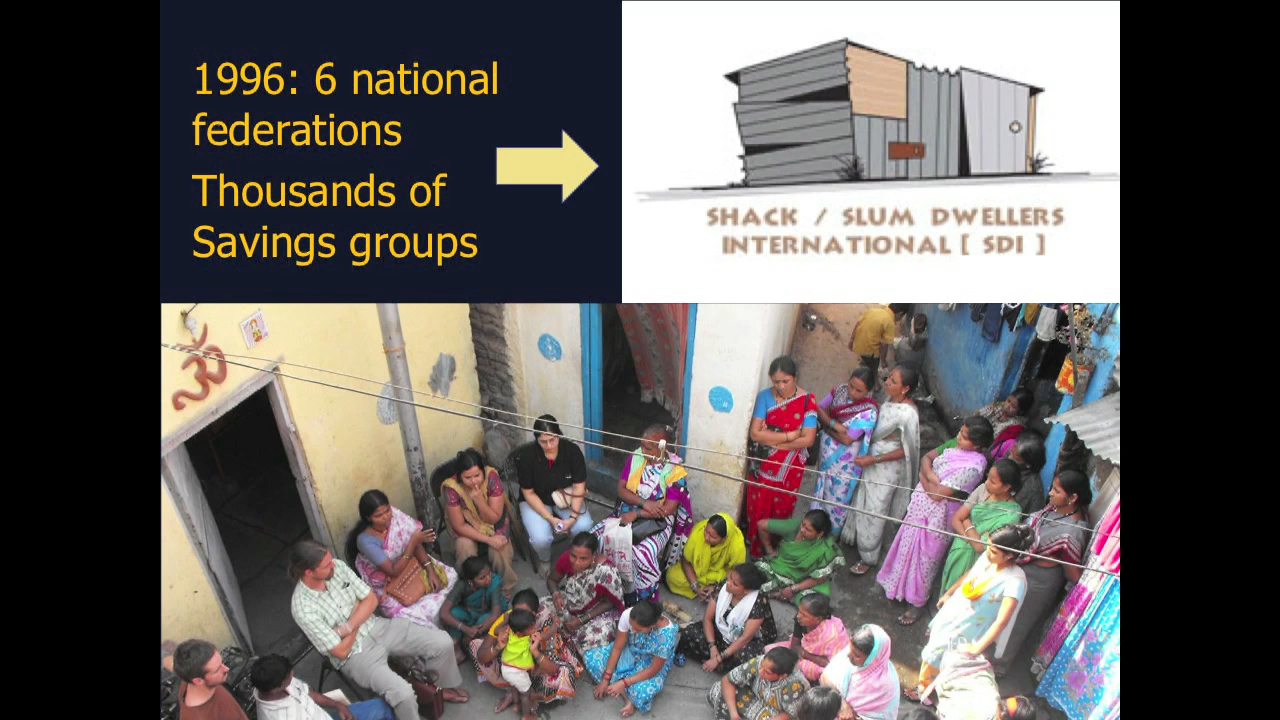 1996: 6 national
federations
Thousands of
Savings groups
SHACK / SLUM DWELLERS
INTERNATIONAL [ SDI ]
ॐ